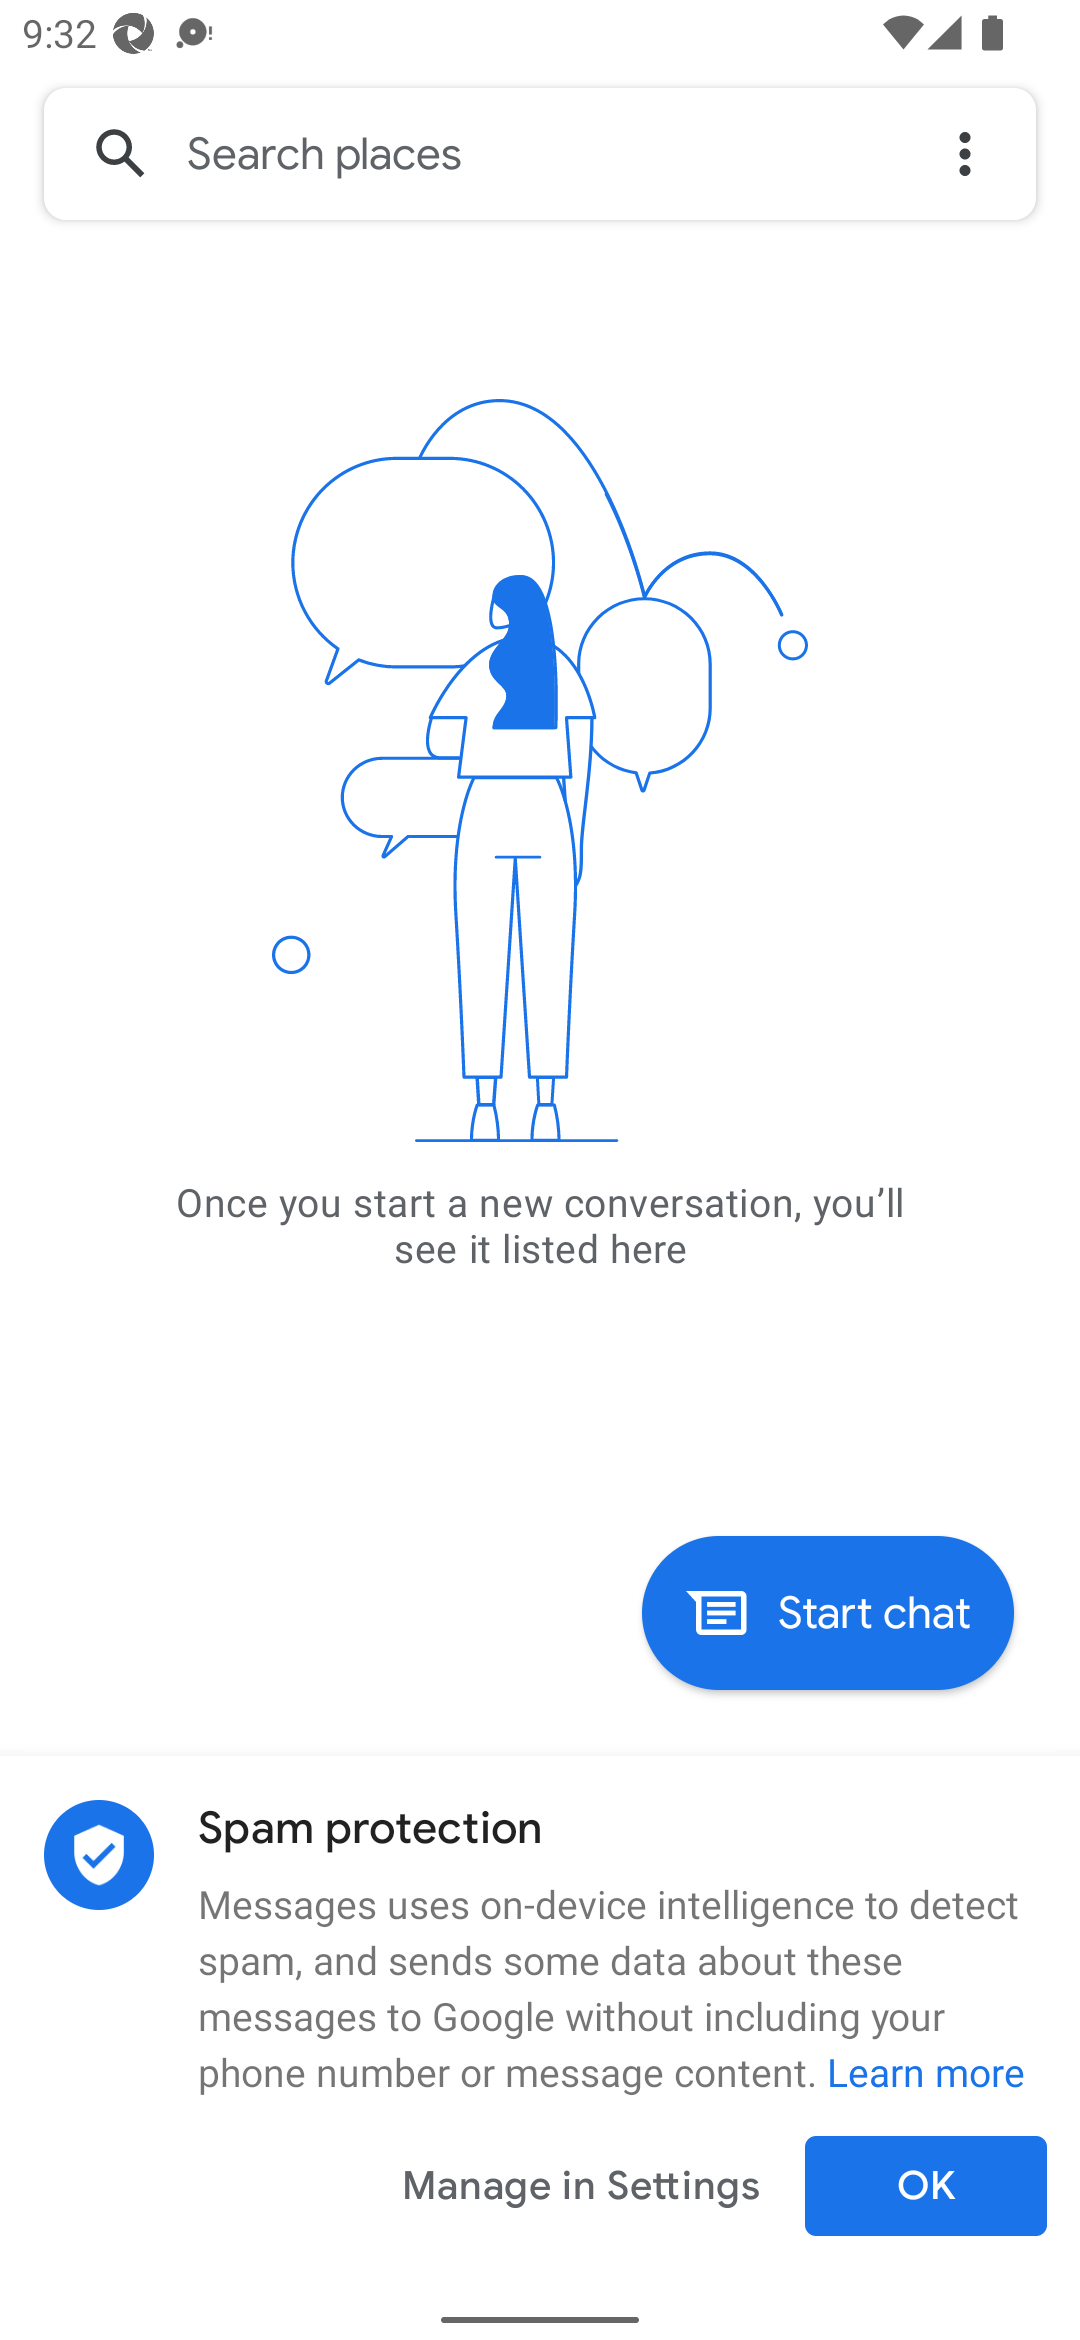 9:32
Search places
Once you start a new conversation, you’ll
see it listed here
Start chat
Spam protection
Messages uses on-device intelligence to detect
spam, and sends some data about these
messages to Google without including your
phone number or message content. Learn more
Manage in Settings
OK